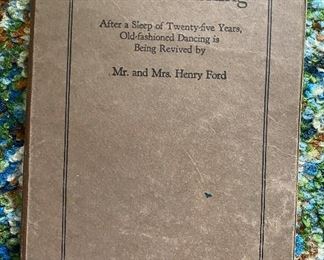 After a Sleep of Twenty-five Years,
Old-fashioned Dancing is
Being Revived by
Mr. and Mrs. Henry Ford